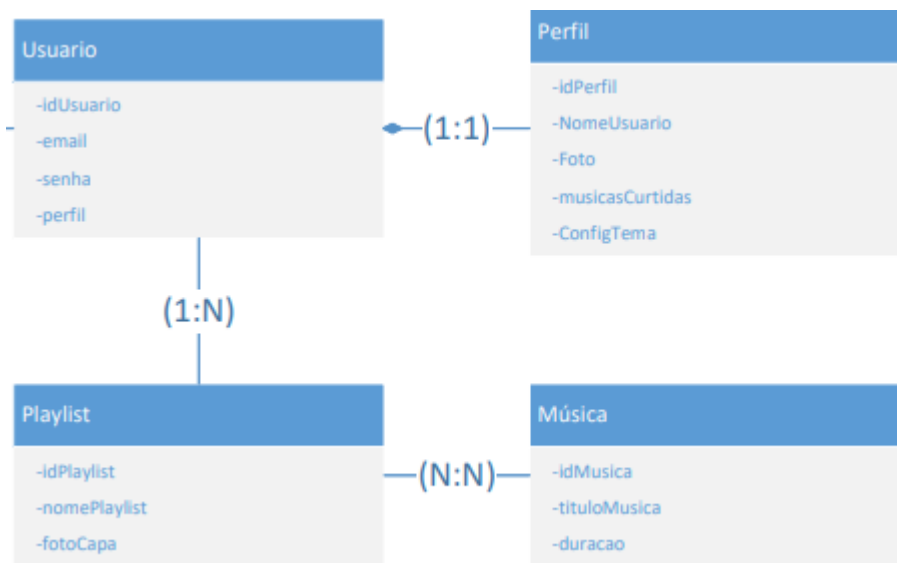 Usuario
-idUsuario
-email
-senha
-perfil
(1:1)
Perfil
-idPerfil
-NomeUsuario
-Foto
-musicasCurtidas
-ConfigTema
(1:N)
Playlist
-idPlaylist
-nomePlaylist
-fotoCapa
(N:N)
Música
-idMusica
-tituloMusica
-duracao